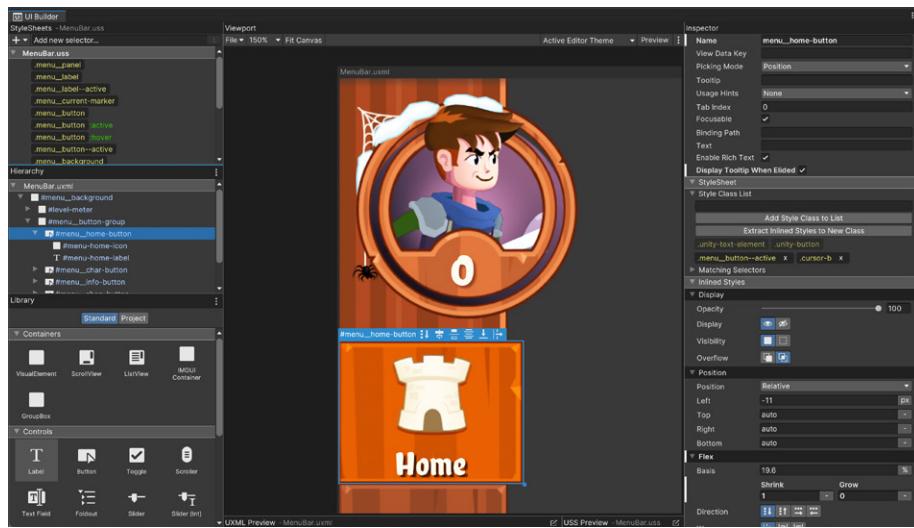 UI Builder
StyleSheets - MenuBar.uss
Add new selector...
MenuBar.uss
.menu__panel
.menu__label
.menu__label--active
.menu__current-marker
.menu__button
.menu__button :active
.menu__button :hover
.menu__button--active
.menu__background
Hierarchy
MenuBar.uxml
#menu__background
#level-meter
#menu__button-group
#menu__home-button
#menu-home-icon
#menu-home-label
#menu__char-button
#menu__info-button
Library
Standard Project
Containers
VisualElement ScrollView ListView IMGUI Container
GroupBox
Controls
Label Button Toggle Scroller
Text Field Foldout Slider Slider (Int)
Viewport
File 150% Fit Canvas Active Editor Theme Preview
MenuBar.uxml
0
#menu__home-button
Home
UXML Preview - MenuBar.uxml USS Preview - MenuBar.uss
Inspector
Name menu__home-button
View Data Key
Picking Mode Position
Tooltip
Usage Hints None
Tab Index 0
Focusable
Binding Path
Text
Enable Rich Text
Display Tooltip When Elided
StyleSheet
Style Class List
Add Style Class to List
Extract Inlined Styles to New Class
.unity-text-element .unity-button
.menu__button--active x .cursor-b x
Matching Selectors
Inlined Styles
Display
Opacity 100
Display
Visibility
Overflow
Position
Position Relative
Left -11 px
Top auto
Right auto
Bottom auto
Flex
Basis 19.6 %
Shrink Grow
1 0
Direction